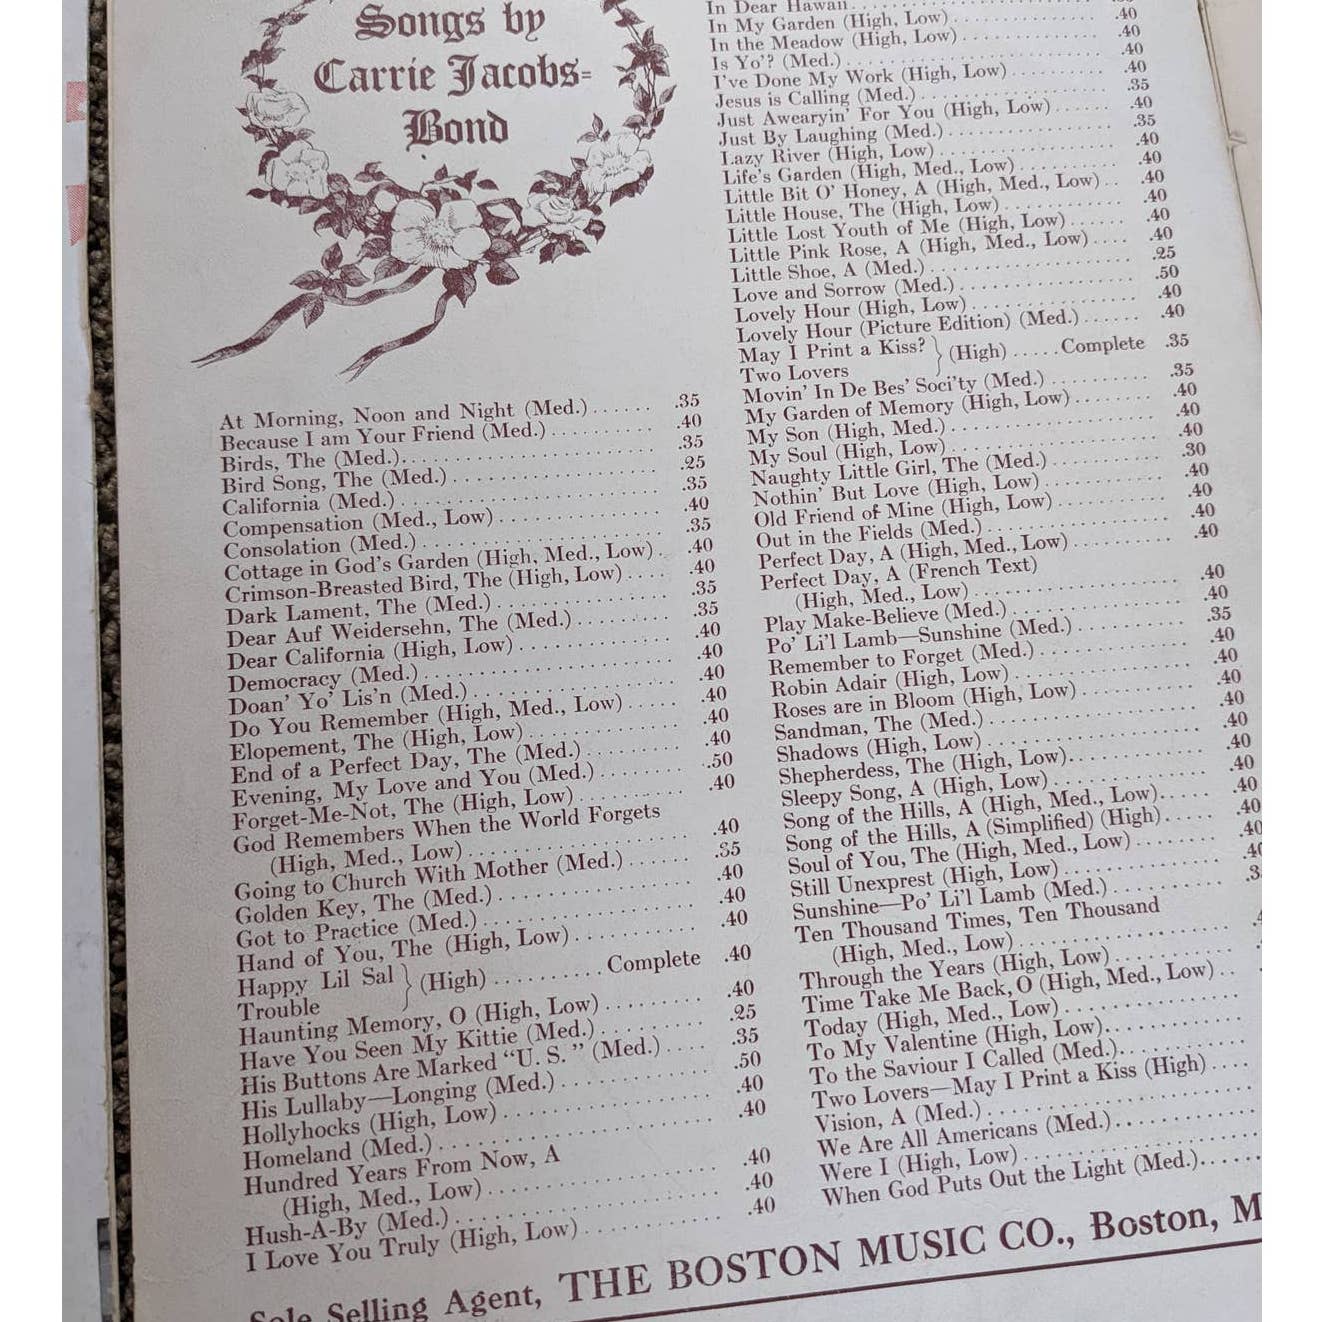 Songs by
Carrie Jacobs-
Bond
At Morning, Noon and Night (Med.)...... .35
Because I am Your Friend (Med.).......... .40
Birds, The (Med.)........................ .35
Bird Song, The (Med.).................... .25
California (Med.)........................ .35
Compensation (Med., Low)................ .40
Consolation (Med.)...................... .35
Cottage in God's Garden (High, Med., Low). .40
Crimson-Breasted Bird, The (High, Low).... .40
Dark Lament, The (Med.)................. .35
Dear Auf Weidersehn, The (Med.)......... .35
Dear California (High, Low)............. .40
Democracy (Med.)........................ .40
Doan' Yo' Lis'n (Med.).................. .40
Do You Remember (High, Med., Low)..... .40
Elopement, The (High, Low).............. .40
End of a Perfect Day, The (Med.)........ .40
Evening, My Love and You (Med.)........ .50
Forget-Me-Not, The (High, Low).......... .40
God Remembers When the World Forgets
(High, Med., Low)................... .40
Going to Church With Mother (Med.)...... .35
Golden Key, The (Med.).................. .40
Got to Practice (Med.).................. .40
Hand of You, The (High, Low)............ .40
Happy Lil Sal } (High)..........Complete .40
Trouble
Haunting Memory, O (High, Low)......... .40
Have You Seen My Kittie (Med.)......... .25
His Buttons Are Marked “U. S.” (Med.).... .35
His Lullaby—Longing (Med.)............. .50
Hollyhocks (High, Low).................. .40
Homeland (Med.)........................ .40
Hundred Years From Now, A
(High, Med., Low)................... .40
Hush-A-By (Med.)....................... .40
I Love You Truly (High, Low)............ .40
In Dear Hawaii
In My Garden (High, Low)............... .40
In the Meadow (High, Low).............. .40
Is Yo'? (Med.).......................... .40
I've Done My Work (High, Low).......... .40
Jesus is Calling (Med.).................. .35
Just Awearyin' For You (High, Low)...... .40
Just By Laughing (Med.)................. .35
Lazy River (High, Low).................. .40
Life's Garden (High, Med., Low).......... .40
Little Bit O' Honey, A (High, Med., Low).. .40
Little House, The (High, Low)............ .40
Little Lost Youth of Me (High, Low)...... .40
Little Pink Rose, A (High, Med., Low).... .40
Little Shoe, A (Med.).................... .25
Love and Sorrow (Med.).................. .50
Lovely Hour (High, Low)................. .40
Lovely Hour (Picture Edition) (Med.)...... .40
May I Print a Kiss? } (High).....Complete .35
Two Lovers
Movin' In De Bes' Soci'ty (Med.).......... .35
My Garden of Memory (High, Low)........ .40
My Son (High, Med.).................... .40
My Soul (High, Low).................... .40
Naughty Little Girl, The (Med.).......... .30
Nothin' But Love (High, Low)............ .40
Old Friend of Mine (High, Low).......... .40
Out in the Fields (Med.)................. .40
Perfect Day, A (High, Med., Low)......... .40
Perfect Day, A (French Text)
(High, Med., Low)................... .40
Play Make-Believe (Med.)................ .40
Po' Li'l Lamb—Sunshine (Med.).......... .35
Remember to Forget (Med.).............. .40
Robin Adair (High, Low)................. .40
Roses are in Bloom (High, Low).......... .40
Sandman, The (Med.).................... .40
Shadows (High, Low).................... .40
Shepherdess, The (High, Low)............ .40
Sleepy Song, A (High, Low).............. .40
Song of the Hills, A (High, Med., Low)..... .40
Song of the Hills, A (Simplified) (High)..... .40
Soul of You, The (High, Med., Low)....... .40
Still Unexprest (High, Low)..............
Sunshine—Po' Li'l Lamb (Med.)..........
Ten Thousand Times, Ten Thousand
(High, Med., Low)...................
Through the Years (High, Low)...........
Time Take Me Back, O (High, Med., Low)..
Today (High, Med., Low).................
To My Valentine (High, Low).............
To the Saviour I Called (Med.)............
Two Lovers—May I Print a Kiss (High)....
Vision, A (Med.)........................
We Are All Americans (Med.).............
Were I (High, Low)......................
When God Puts Out the Light (Med.)......
Sole Selling Agent, THE BOSTON MUSIC CO., Boston, M